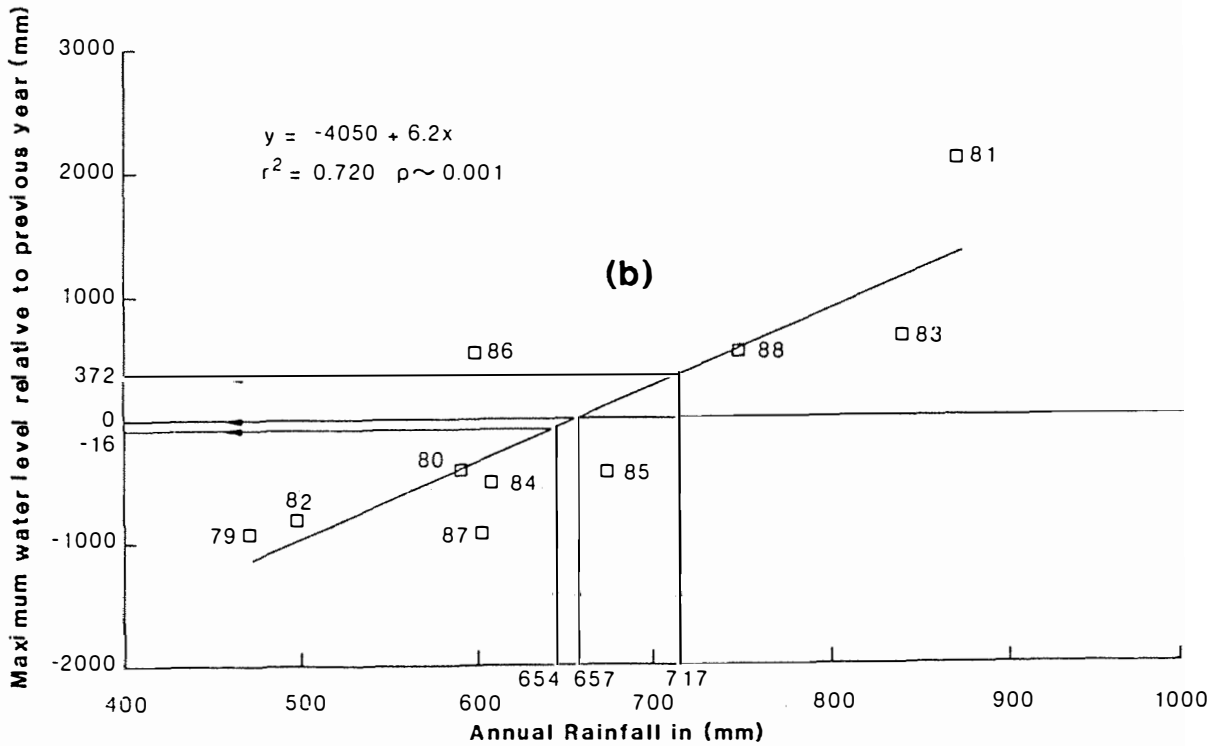 Maximum water level relative to previous year (mm)
3000
y = -4050 + 6.2x
r² = 0.720 p~ 0.001
81
2000
(b)
1000
86
88
83
372
0
-16
80
84
85
82
79
87
-1000
-2000
654 657 717
400 500 600 700 800 900 1000
Annual Rainfall in (mm)